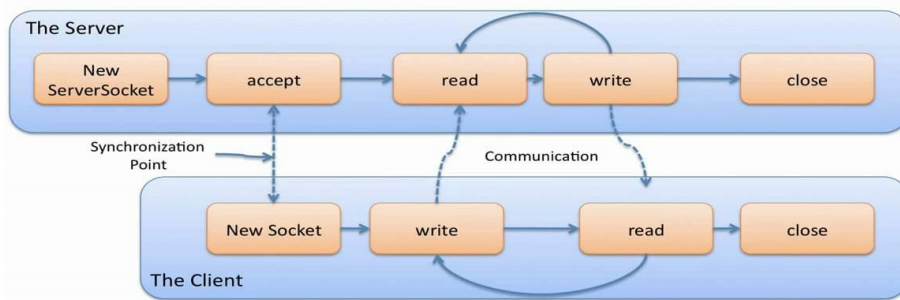 The Server
New
ServerSocket
accept
read
write
close
Synchronization
Point
Communication
New Socket
write
read
close
The Client